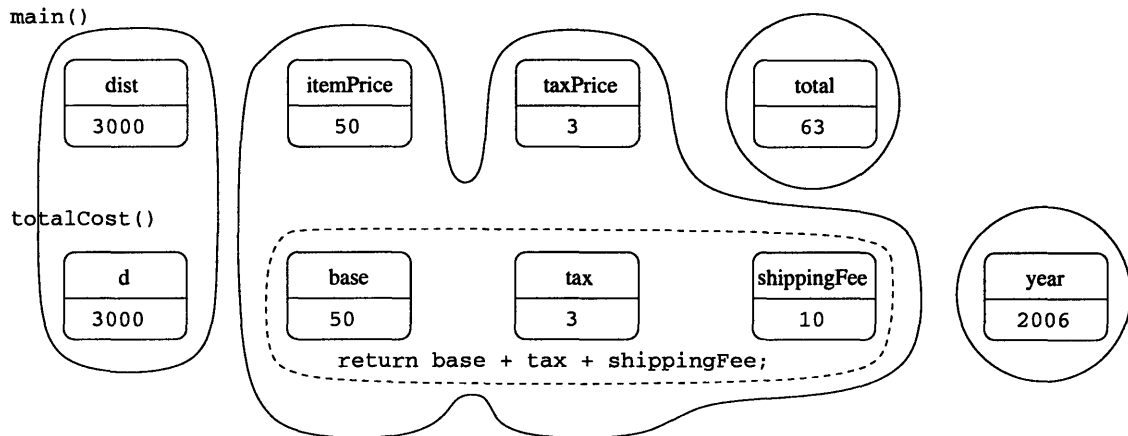 main()
dist itemPrice taxPrice total
3000 50 3 63
totalCost()
d base tax shippingFee year
3000 50 3 10 2006
return base + tax + shippingFee;